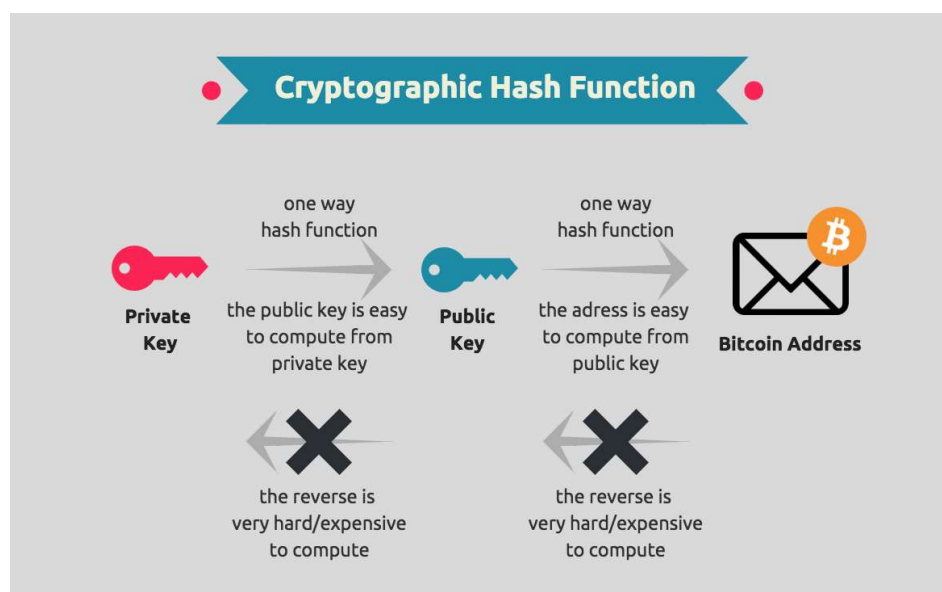 Cryptographic Hash Function
one way
hash function
one way
hash function
Private
Key
the public key is easy
to compute from
private key
Public
Key
the adress is easy
to compute from
public key
Bitcoin Address
the reverse is
very hard/expensive
to compute
the reverse is
very hard/expensive
to compute